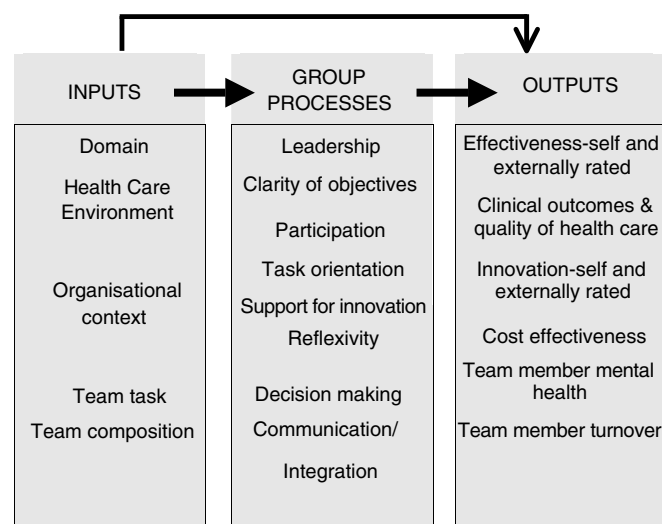 INPUTS
Domain
Health Care
Environment
Organisational
context
Team task
Team composition
GROUP
PROCESSES
Leadership
Clarity of objectives
Participation
Task orientation
Support for innovation
Reflexivity
Decision making
Communication/
Integration
OUTPUTS
Effectiveness-self and
externally rated
Clinical outcomes &
quality of health care
Innovation-self and
externally rated
Cost effectiveness
Team member mental
health
Team member turnover